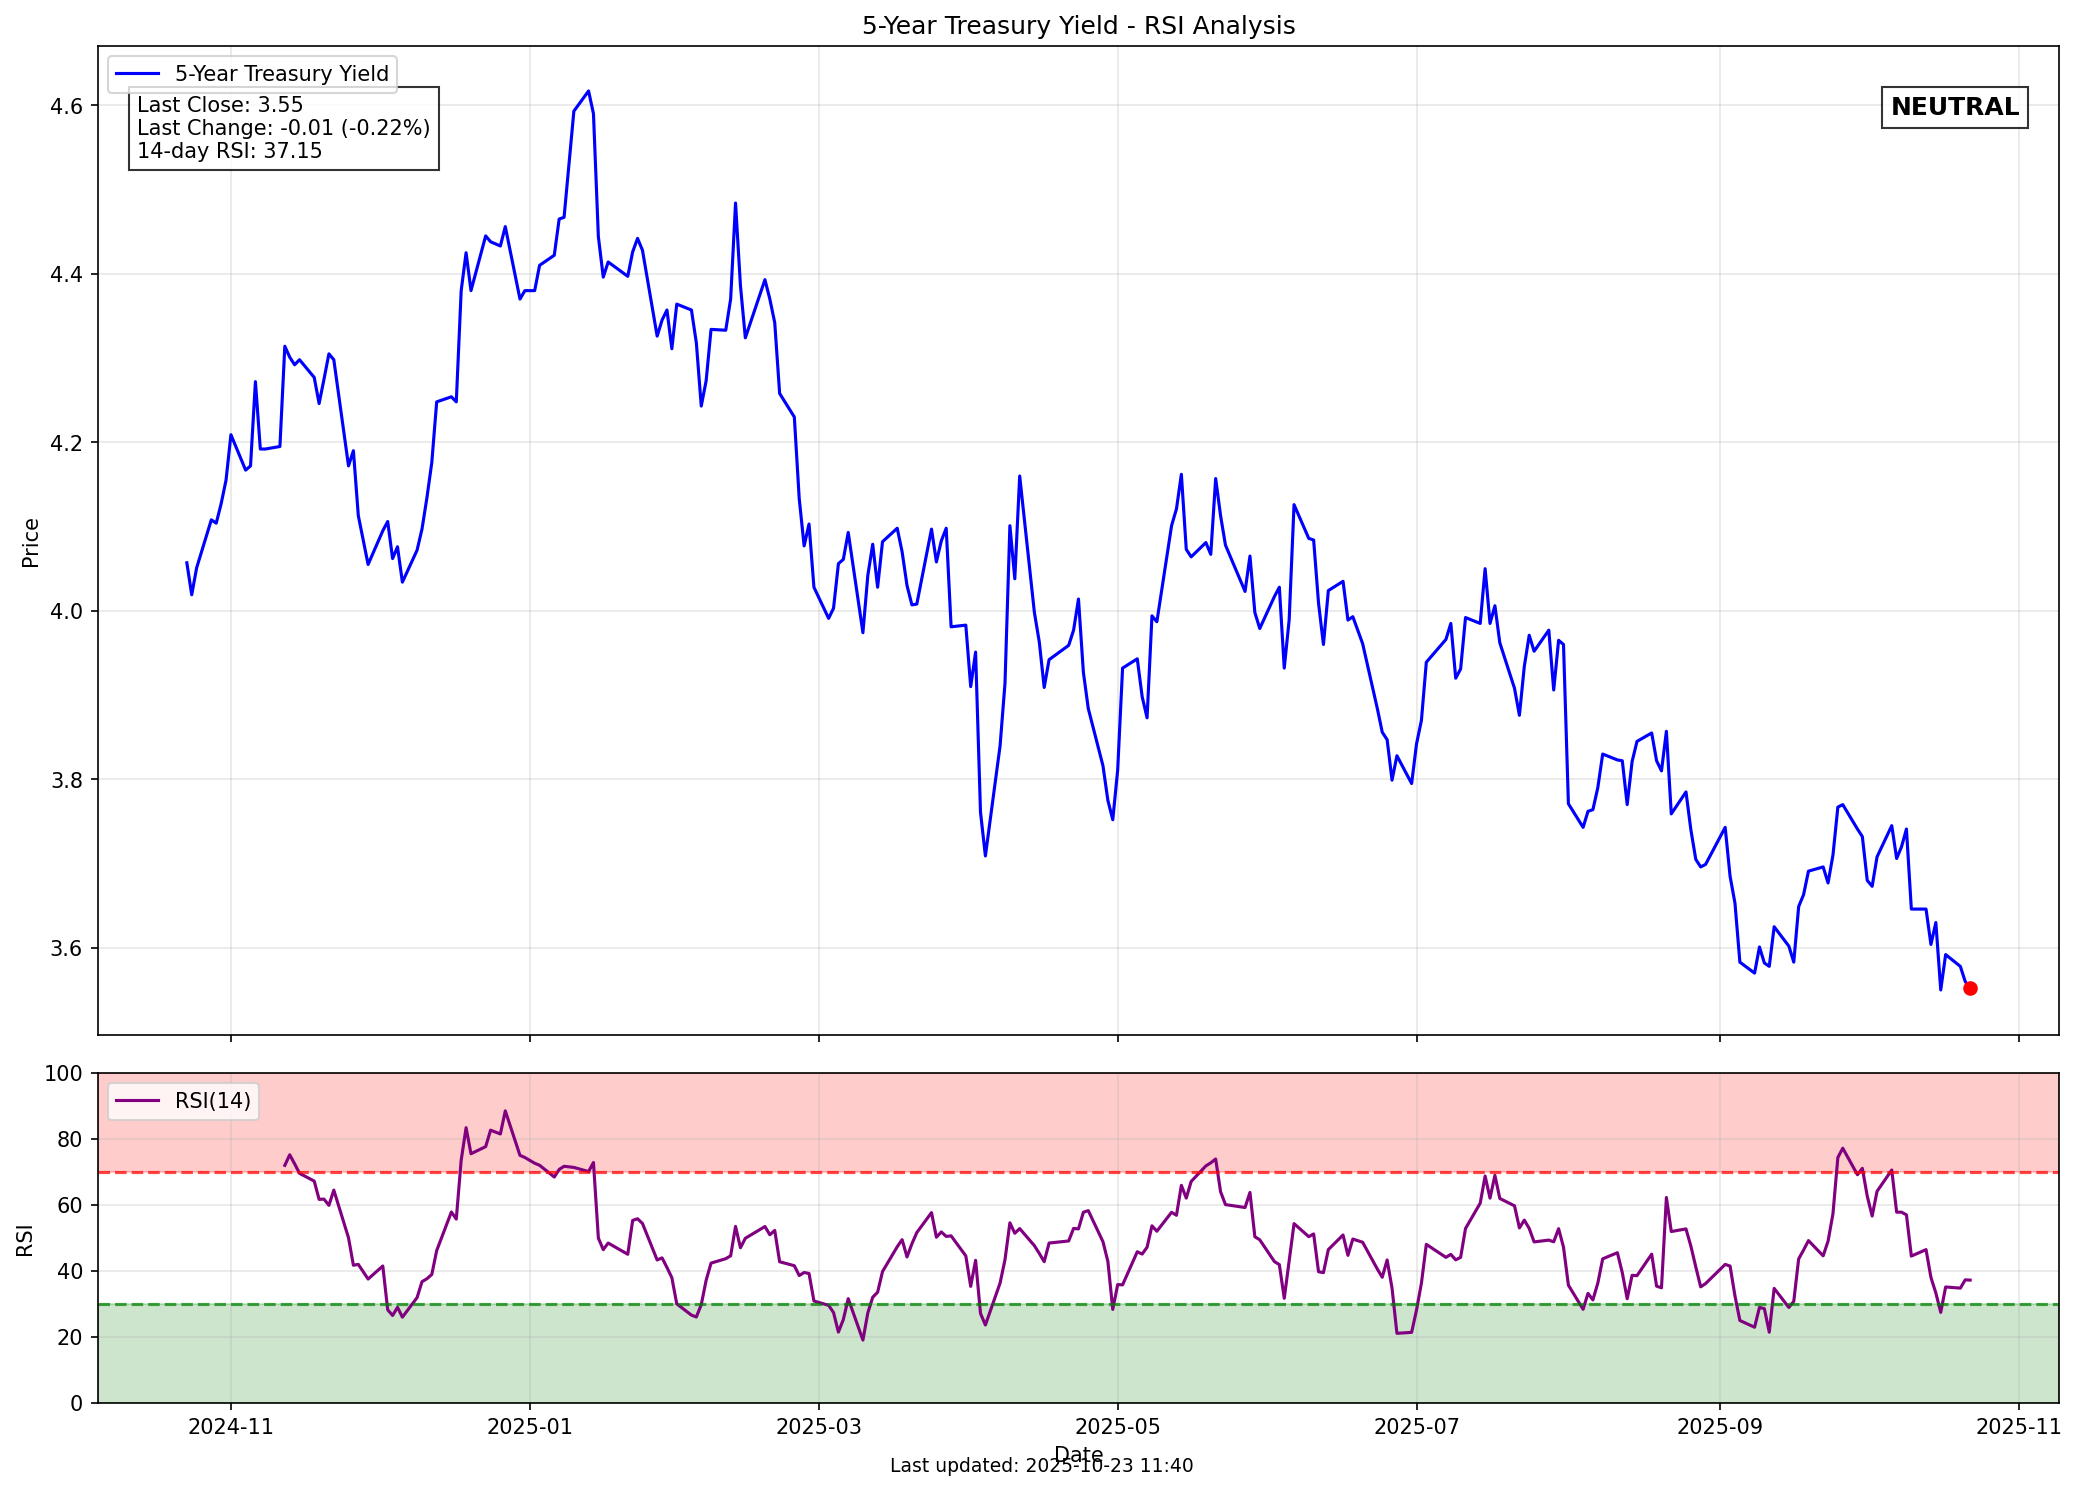 5-Year Treasury Yield - RSI Analysis
5-Year Treasury Yield
Last Close: 3.55
Last Change: -0.01 (-0.22%)
14-day RSI: 37.15
NEUTRAL
4.6
4.4
4.2
4.0
3.8
3.6
Price
RSI(14)
100
80
60
40
20
0
RSI
2024-11
2025-01
2025-03
2025-05
2025-07
2025-09
2025-11
Date
Last updated: 2025-10-23 11:40